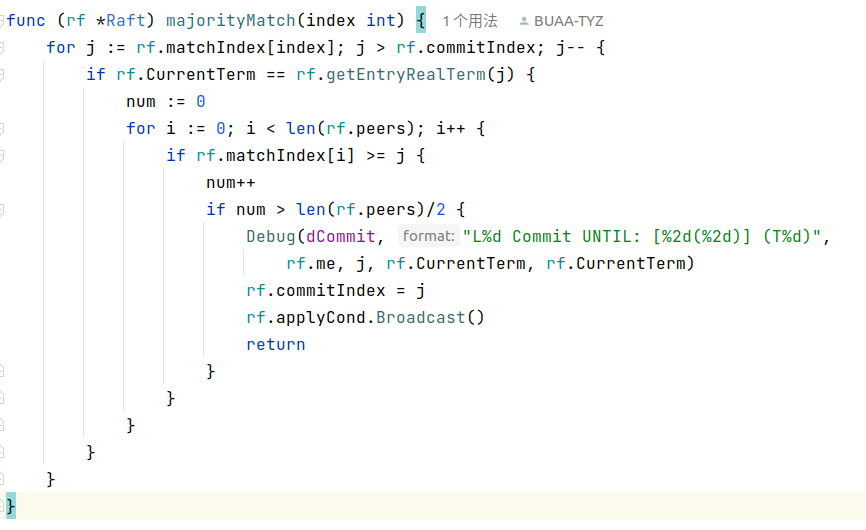 func (rf *Raft) majorityMatch(index int) { 1个用法 BUAA-TYZ
    for j := rf.matchIndex[index]; j > rf.commitIndex; j-- {
        if rf.CurrentTerm == rf.getEntryRealTerm(j) {
            num := 0
            for i := 0; i < len(rf.peers); i++ {
                if rf.matchIndex[i] >= j {
                    num++
                    if num > len(rf.peers)/2 {
                        Debug(dCommit, format: "L%d Commit UNTIL: [%2d(%2d)] (T%d)",
                            rf.me, j, rf.CurrentTerm, rf.CurrentTerm)
                        rf.commitIndex = j
                        rf.applyCond.Broadcast()
                        return
                    }
                }
            }
        }
    }
}